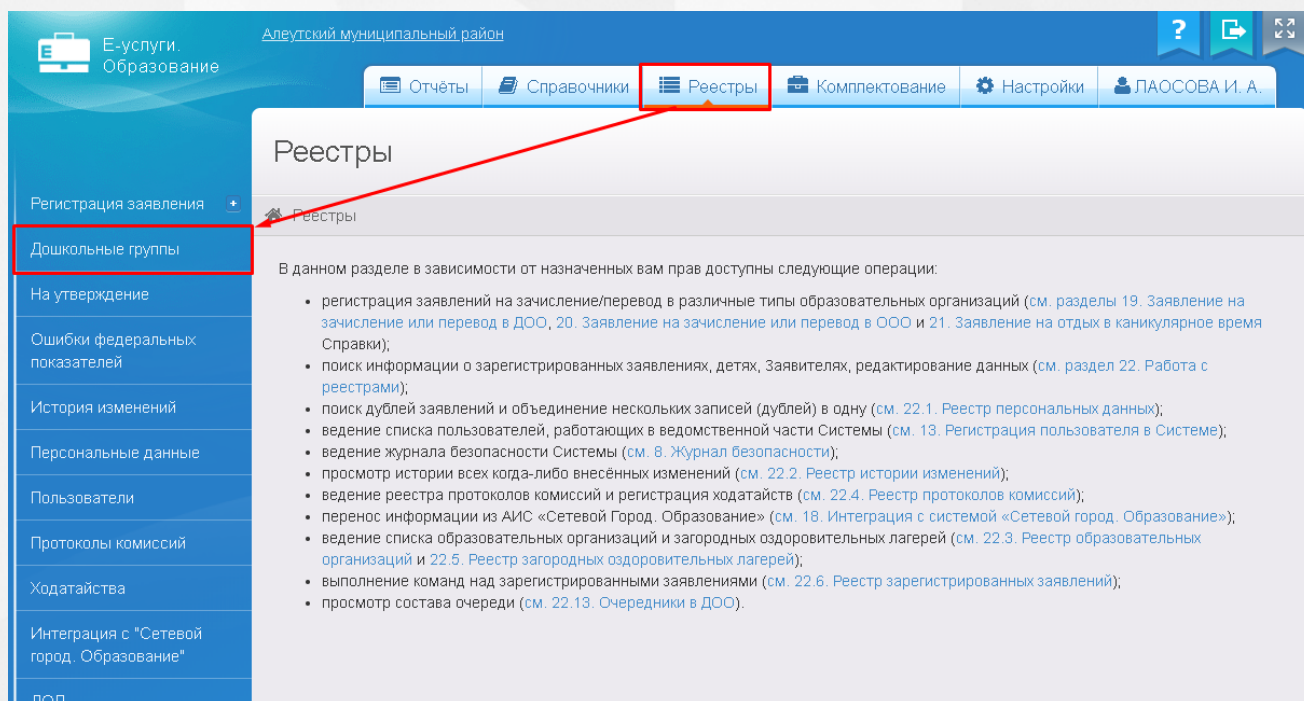 Е-услуги.
Образование
Алеутский муниципальный район
?
Отчёты
Справочники
Реестры
Комплектование
Настройки
ЛАОСОВА И. А.
Реестры
Реестры
Регистрация заявления +
Дошкольные группы
На утверждение
Ошибки федеральных
показателей
История изменений
Персональные данные
Пользователи
Протоколы комиссий
Ходатайства
Интеграция с "Сетевой
город. Образование"
В данном разделе в зависимости от назначенных вам прав доступны следующие операции:
• регистрация заявлений на зачисление/перевод в различные типы образовательных организаций (см. разделы 19. Заявление на
зачисление или перевод в ДОО, 20. Заявление на зачисление или перевод в ООО и 21. Заявление на отдых в каникулярное время
Справки);
• поиск информации о зарегистрированных заявлениях, детях, Заявителях, редактирование данных (см. раздел 22. Работа с
реестрами);
• поиск дублей заявлений и объединение нескольких записей (дублей) в одну (см. 22.1. Реестр персональных данных);
• ведение списка пользователей, работающих в ведомственной части Системы (см. 13. Регистрация пользователя в Системе);
• ведение журнала безопасности Системы (см. 8. Журнал безопасности);
• просмотр истории всех когда-либо внесённых изменений (см. 22.2. Реестр истории изменений);
• ведение реестра протоколов комиссий и регистрация ходатайств (см. 22.4. Реестр протоколов комиссий);
• перенос информации из АИС «Сетевой Город. Образование» (см. 18. Интеграция с системой «Сетевой город. Образование»);
• ведение списка образовательных организаций и загородных оздоровительных лагерей (см. 22.3. Реестр образовательных
организаций и 22.5. Реестр загородных оздоровительных лагерей);
• выполнение команд над зарегистрированными заявлениями (см. 22.6. Реестр зарегистрированных заявлений);
• просмотр состава очереди (см. 22.13. Очередники в ДОО).